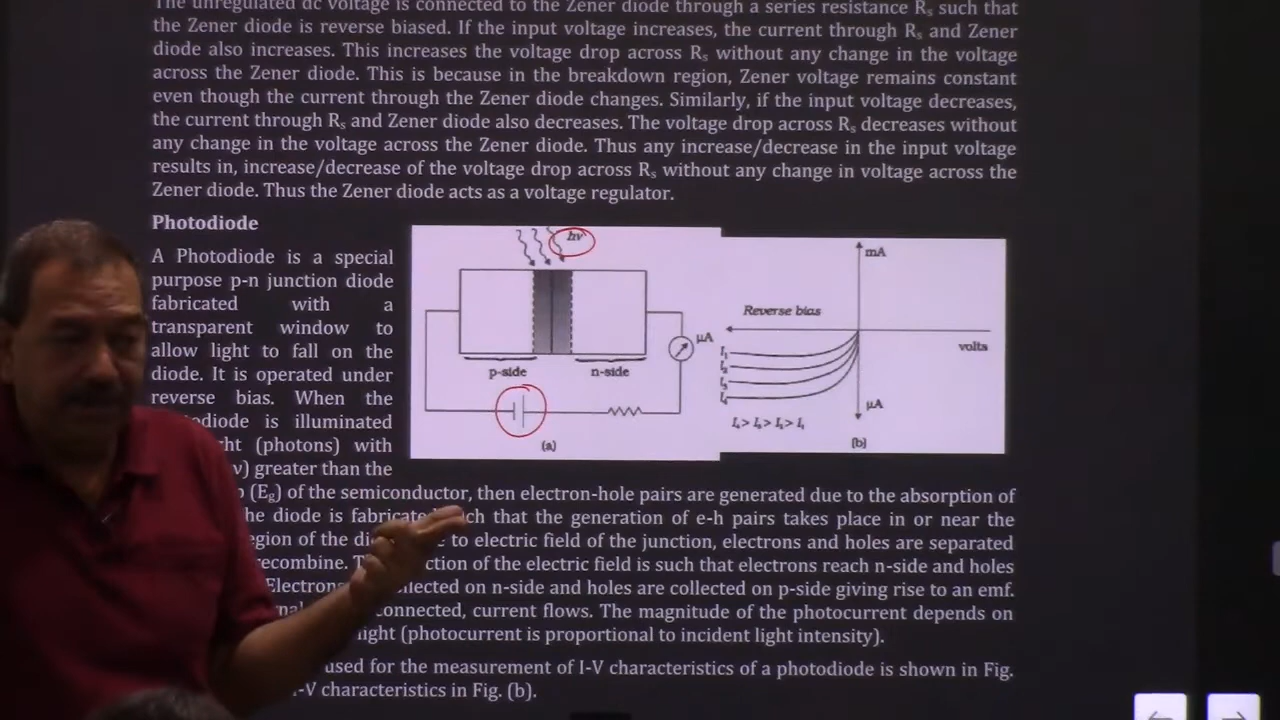 The unregulated dc voltage is connected to the Zener diode through a series resistance Rs such that
the Zener diode is reverse biased. If the input voltage increases, the current through Rs and Zener
diode also increases. This increases the voltage drop across Rs without any change in the voltage
across the Zener diode. This is because in the breakdown region, Zener voltage remains constant
even though the current through the Zener diode changes. Similarly, if the input voltage decreases,
the current through Rs and Zener diode also decreases. The voltage drop across Rs decreases without
any change in the voltage across the Zener diode. Thus any increase/decrease in the input voltage
results in, increase/decrease of the voltage drop across Rs without any change in voltage across the
Zener diode. Thus the Zener diode acts as a voltage regulator.
Photodiode
A Photodiode is a special
purpose p-n junction diode
fabricated with a
transparent window to
allow light to fall on the
diode. It is operated under
reverse bias. When the
odiode is illuminated
ht (photons) with
ν) greater than the
hν
μA
p-side
n-side
(a)
mA
Reverse bias
volts
I₁
I₂
I₃
I₄
μA
I₄> I₃> I₂> I₁
(b)
(Eg) of the semiconductor, then electron-hole pairs are generated due to the absorption of
he diode is fabricated ch that the generation of e-h pairs takes place in or near the
egion of the di to electric field of the junction, electrons and holes are separated
recombine. T ction of the electric field is such that electrons reach n-side and holes
Electrons llected on n-side and holes are collected on p-side giving rise to an emf.
nal connected, current flows. The magnitude of the photocurrent depends on
light (photocurrent is proportional to incident light intensity).
used for the measurement of I-V characteristics of a photodiode is shown in Fig.
I-V characteristics in Fig. (b).